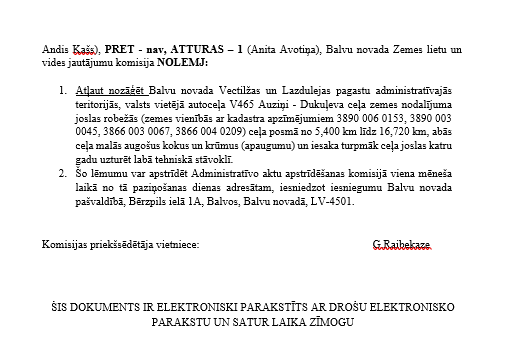 Andis Kašs), PRET - nav, ATTURAS – 1 (Anita Avotiņa), Balvu novada Zemes lietu un
vides jautājumu komisija NOLEMJ:
1. Atļaut nozāģēt Balvu novada Vectilžas un Lazdulejas pagastu administratīvajās
teritorijās, valsts vietējā autoceļa V465 Auziņi - Dukuļeva ceļa zemes nodalījuma
joslas robežās (zemes vienībās ar kadastra apzīmējumiem 3890 006 0153, 3890 003
0045, 3866 003 0067, 3866 004 0209) ceļa posmā no 5,400 km līdz 16,720 km, abās
ceļa malās augošus kokus un krūmus (apaugumu) un iesaka turpmāk ceļa joslas katru
gadu uzturēt labā tehniskā stāvoklī.
2. Šo lēmumu var apstrīdēt Administratīvo aktu apstrīdēšanas komisijā viena mēneša
laikā no tā paziņošanas dienas adresātam, iesniedzot iesniegumu Balvu novada
pašvaldībā, Bērzpils ielā 1A, Balvos, Balvu novadā, LV-4501.
Komisijas priekšsēdētāja vietniece: G.Raibekaze
ŠIS DOKUMENTS IR ELEKTRONISKI PARAKSTĪTS AR DROŠU ELEKTRONISKO
PARAKSTU UN SATUR LAIKA ZĪMOGU